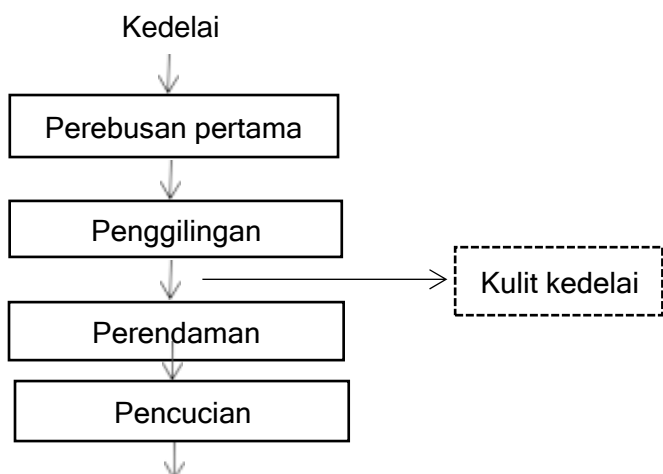 Kedelai
Perebusan pertama
Penggilingan
Kulit kedelai
Perendaman
Pencucian